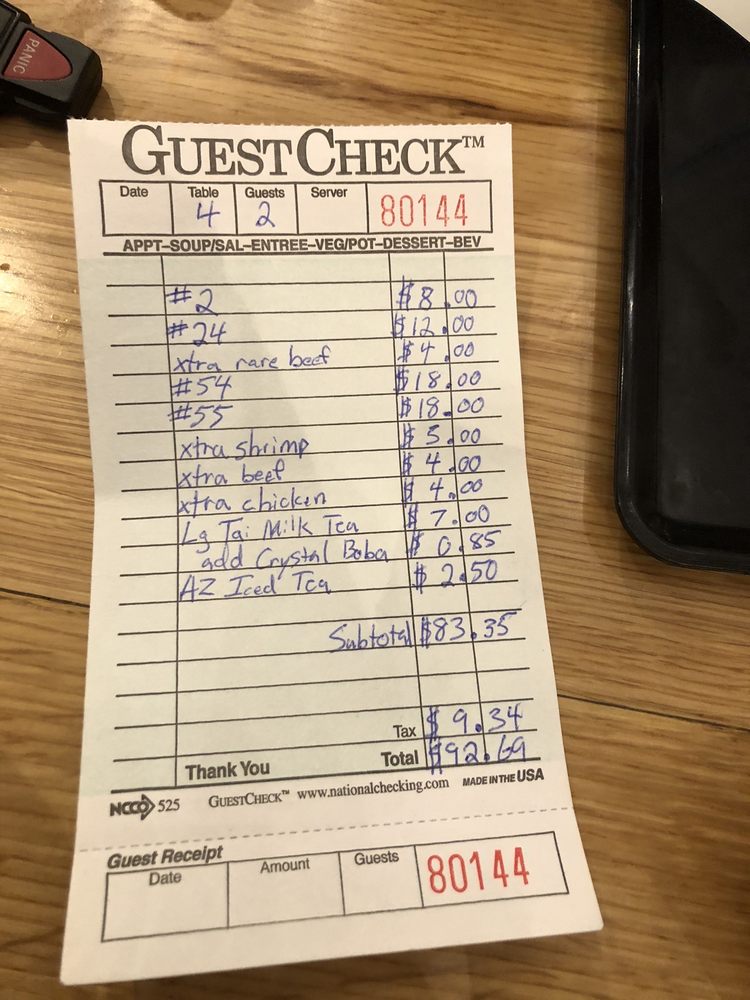 PANIC
GUESTCHECK™
Date Table Guests Server
4 2 80144
APPT–SOUP/SAL–ENTREE–VEG/POT–DESSERT–BEV
#2 $8.00
#24 $12.00
xtra rare beef $4.00
#54 $18.00
#55 $18.00
xtra shrimp $5.00
xtra beef $4.00
xtra chicken $4.00
Lg Tai Milk Tea $7.00
add Crystal Boba $0.85
AZ Iced Tea $2.50
Subtotal $83.35
Tax $9.34
Thank You Total $92.69
NCCO 525 GUESTCHECK™ www.nationalchecking.com MADE IN THE USA
Guest Receipt
Date Amount Guests 80144